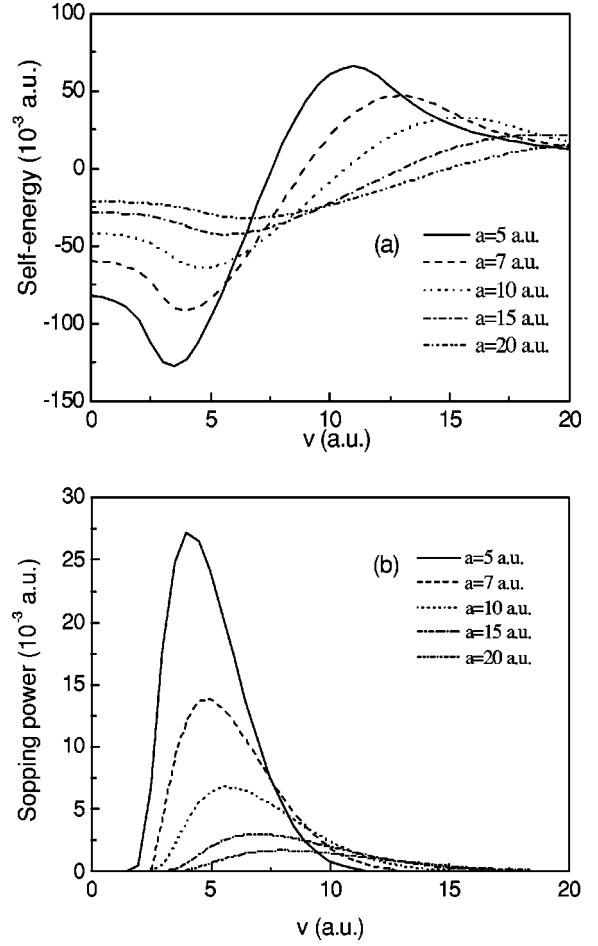 100
50
0
-50
-100
-150
Self-energy (10⁻³ a.u.)
(a)
a=5 a.u.
a=7 a.u.
a=10 a.u.
a=15 a.u.
a=20 a.u.
0 5 10 15 20
v (a.u.)
30
25
20
15
10
5
0
Sopping power (10⁻³ a.u.)
(b)
a=5 a.u.
a=7 a.u.
a=10 a.u.
a=15 a.u.
a=20 a.u.
0 5 10 15 20
v (a.u.)